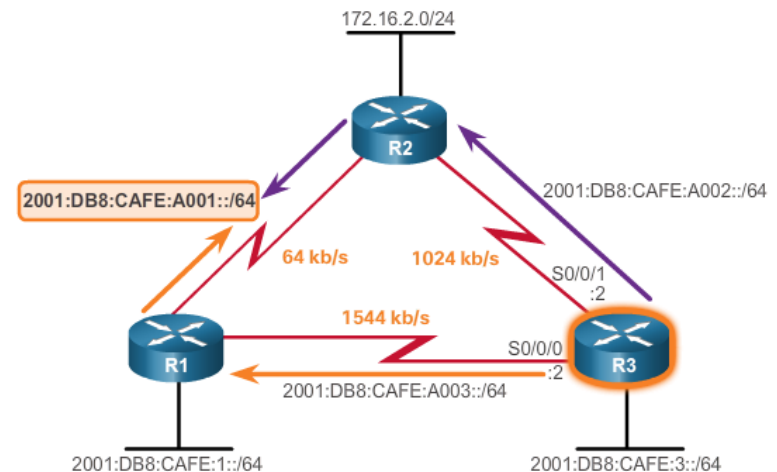 172.16.2.0/24
R2
2001:DB8:CAFE:A001::/64
2001:DB8:CAFE:A002::/64
64 kb/s
1024 kb/s
S0/0/1
:2
1544 kb/s
S0/0/0
R1
R3
:2
2001:DB8:CAFE:A003::/64
2001:DB8:CAFE:1::/64
2001:DB8:CAFE:3::/64